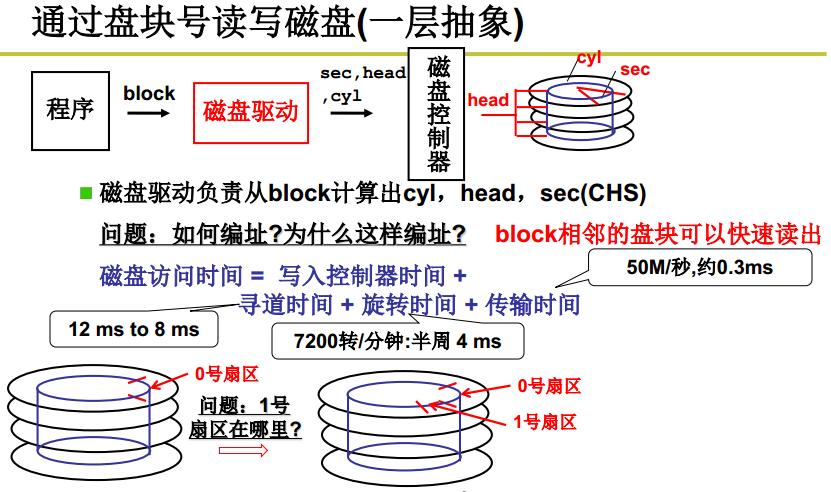 通过盘块号读写磁盘(一层抽象)
程序
block
磁盘驱动
sec,head
,cyl
磁盘控制器
head
cyl
sec
磁盘驱动负责从block计算出cyl，head，sec(CHS)
问题：如何编址?为什么这样编址?
block相邻的盘块可以快速读出
磁盘访问时间 = 写入控制器时间 +
寻道时间 + 旋转时间 + 传输时间
50M/秒,约0.3ms
12 ms to 8 ms
7200转/分钟:半周 4 ms
0号扇区
问题：1号
扇区在哪里?
0号扇区
1号扇区